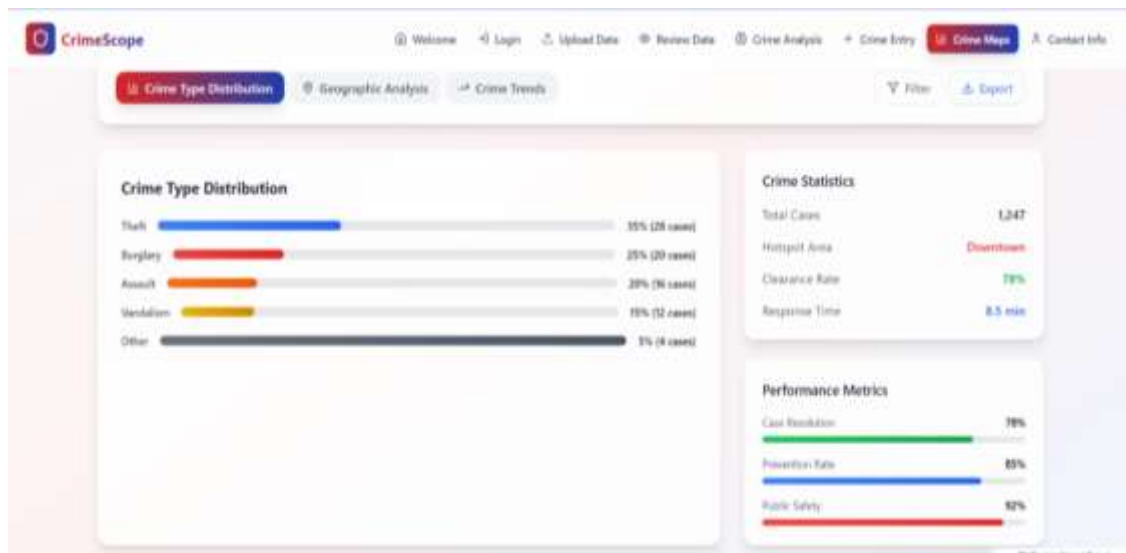 CrimeScope
Welcome
Login
Upload Data
Review Data
Crime Analysis
Crime Entry
Crime Maps
Contact Info
Crime Type Distribution
Geographic Analysis
Crime Trends
Filter
Export
Crime Type Distribution
Theft 35% (28 cases)
Burglary 25% (20 cases)
Assault 20% (16 cases)
Vandalism 15% (12 cases)
Other 5% (4 cases)
Crime Statistics
Total Cases 1,247
Hotspot Area Downtown
Clearance Rate 78%
Response Time 8.5 min
Performance Metrics
Case Resolution 78%
Prevention Rate 85%
Public Safety 92%